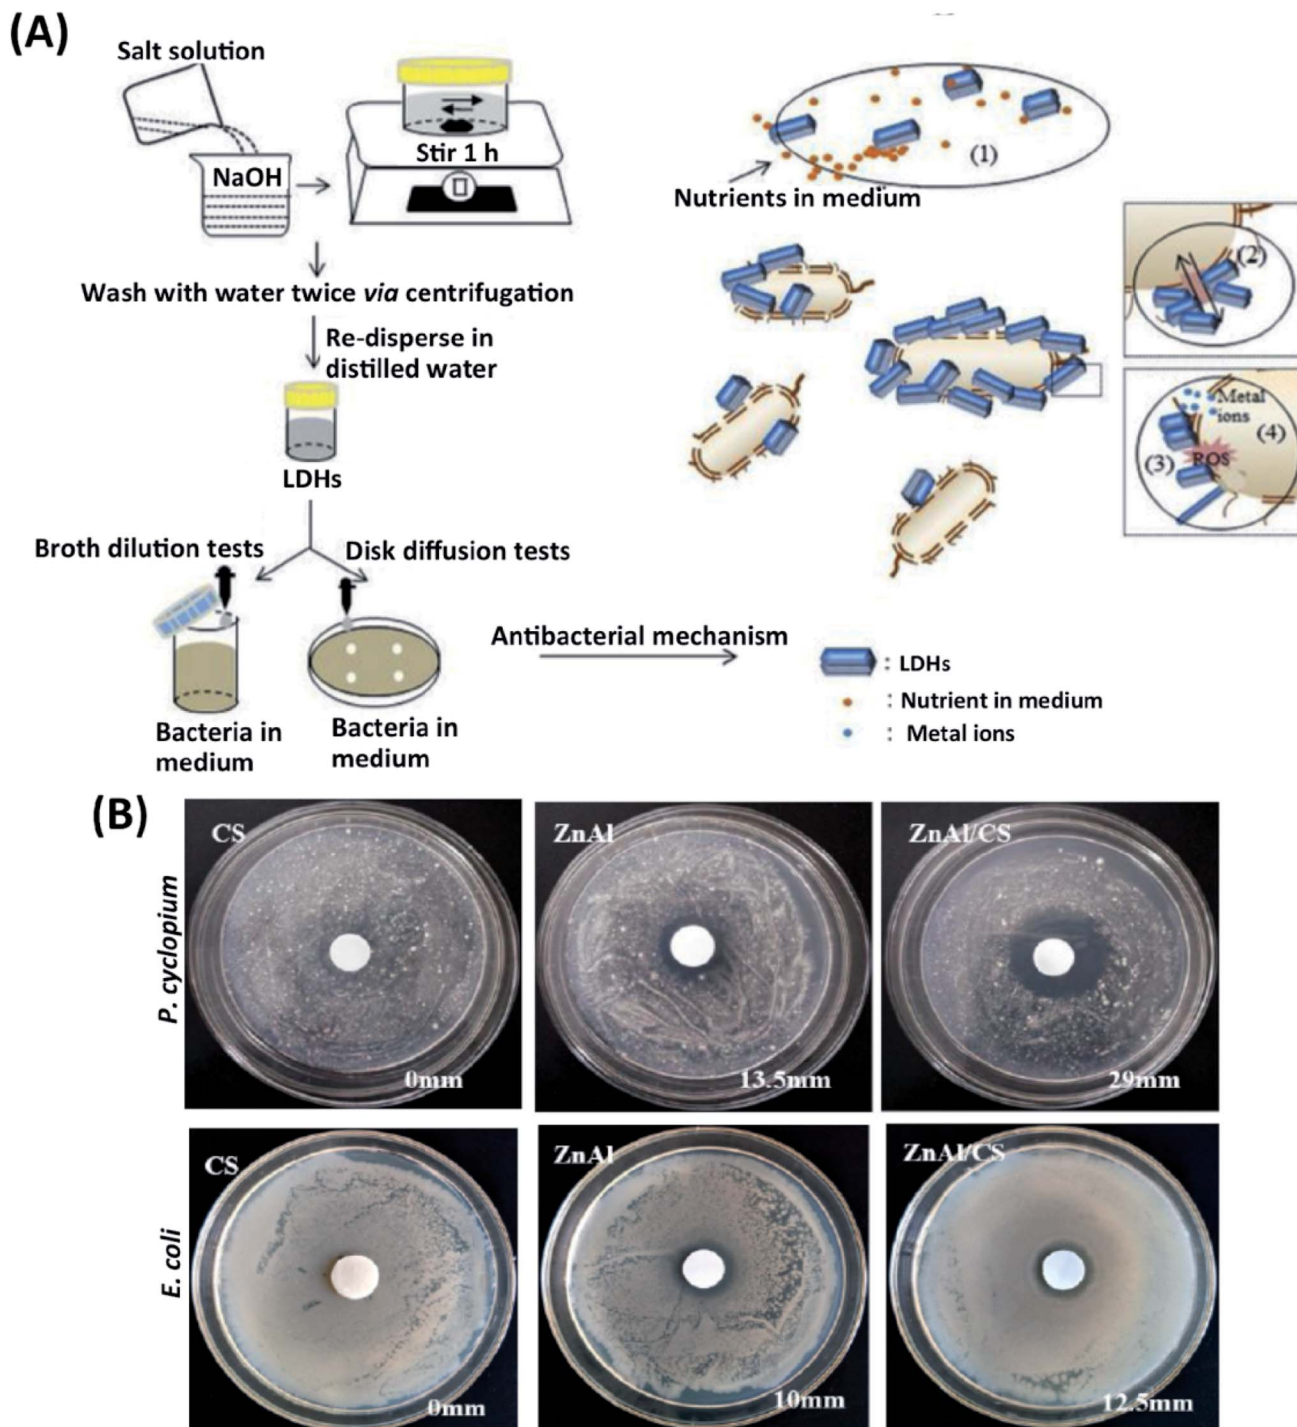 (A)
Salt solution
NaOH
Stir 1 h
Wash with water twice via centrifugation
Re-disperse in
distilled water
LDHs
Broth dilution tests
Disk diffusion tests
Bacteria in
medium
Bacteria in
medium
Antibacterial mechanism
(1)
Nutrients in medium
(2)
Metal
ions
(4)
(3)
ROS
: LDHs
: Nutrient in medium
: Metal ions
(B)
P. cyclopium
CS
0mm
ZnAl
13.5mm
ZnAl/CS
29mm
E. coli
CS
0mm
ZnAl
10mm
ZnAl/CS
12.5mm